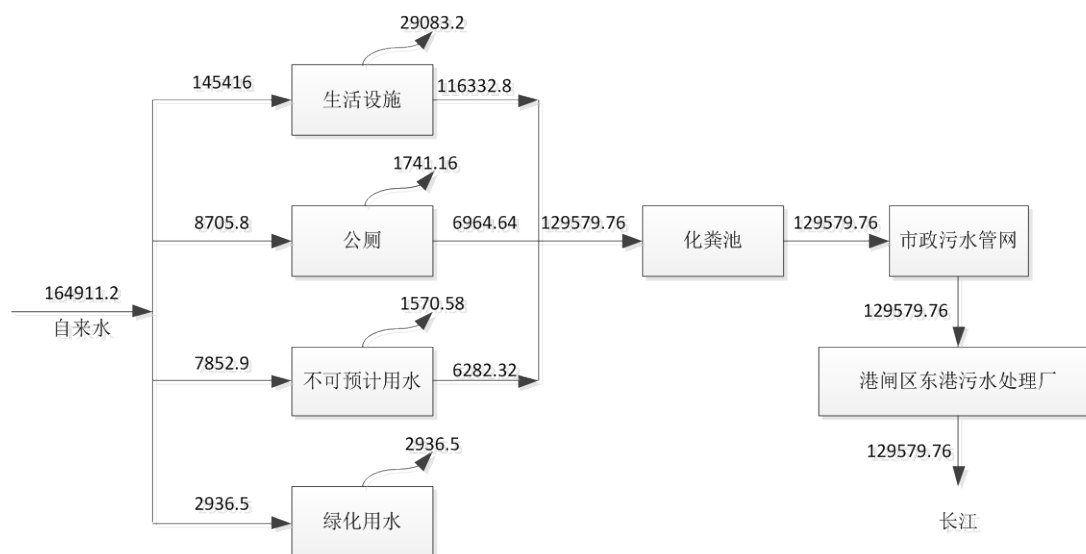 29083.2
145416
生活设施
116332.8
1741.16
8705.8
公厕
6964.64
129579.76
化粪池
129579.76
市政污水管网
164911.2
自来水
1570.58
129579.76
7852.9
不可预计用水
6282.32
港闸区东港污水处理厂
2936.5
129579.76
2936.5
绿化用水
长江